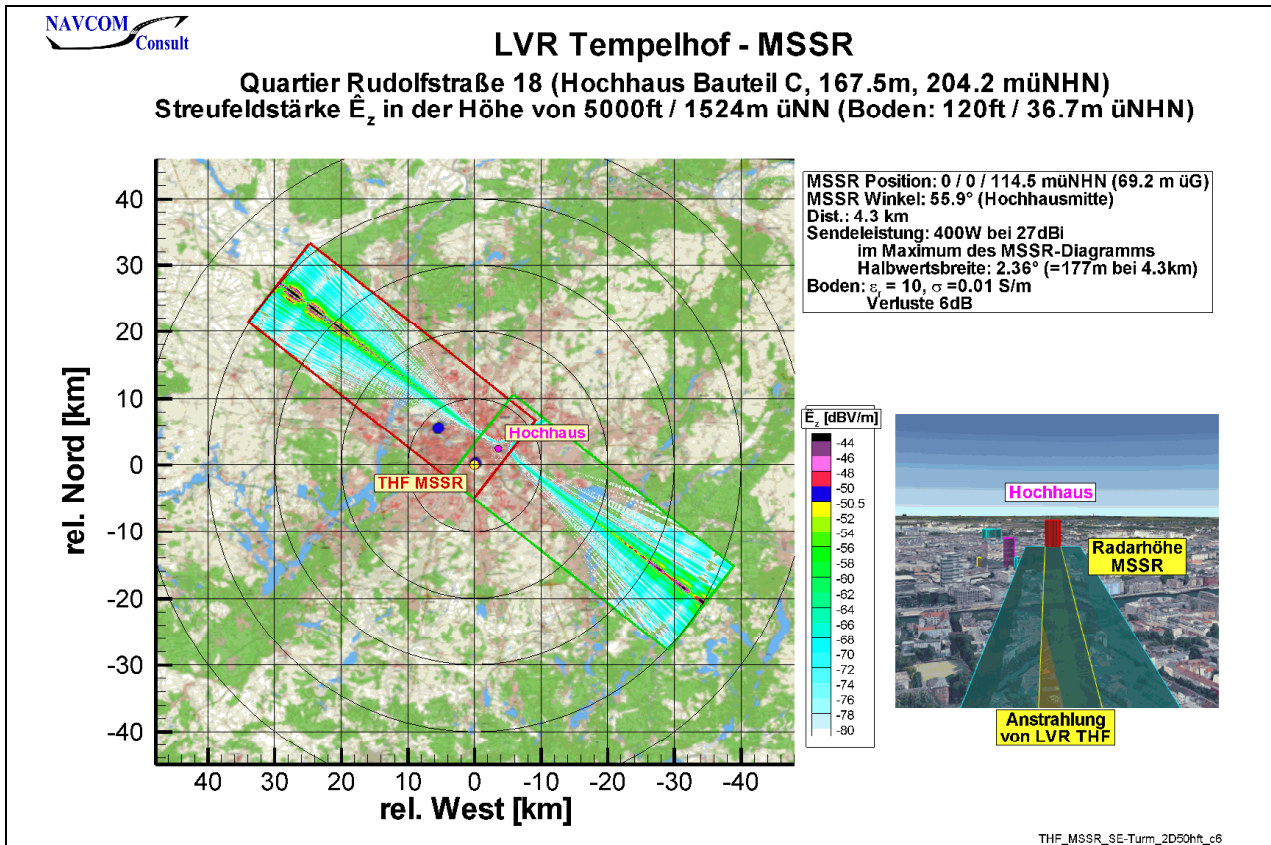 NAVCOM
Consult
LVR Tempelhof - MSSR
Quartier Rudolfstraße 18 (Hochhaus Bauteil C, 167.5m, 204.2 müNHN)
Streufeldstärke Êz in der Höhe von 5000ft / 1524m üNN (Boden: 120ft / 36.7m üNHN)
MSSR Position: 0 / 0 / 114.5 müNHN (69.2 m üG)
MSSR Winkel: 55.9° (Hochhausmitte)
Dist.: 4.3 km
Sendeleistung: 400W bei 27dBi
im Maximum des MSSR-Diagramms
Halbwertsbreite: 2.36° (=177m bei 4.3km)
Boden: εr = 10, σ =0.01 S/m
Verluste 6dB
rel. Nord [km]
40
30
20
10
0
-10
-20
-30
-40
Hochhaus
THF MSSR
40 30 20 10 0 -10 -20 -30 -40
rel. West [km]
Êz [dBV/m]
-44
-46
-48
-50
-50.5
-52
-54
-56
-58
-60
-62
-64
-66
-68
-70
-72
-74
-76
-78
-80
Hochhaus
Radarhöhe
MSSR
Anstrahlung
von LVR THF
THF_MSSR_SE-Turm_2D50hft_c6